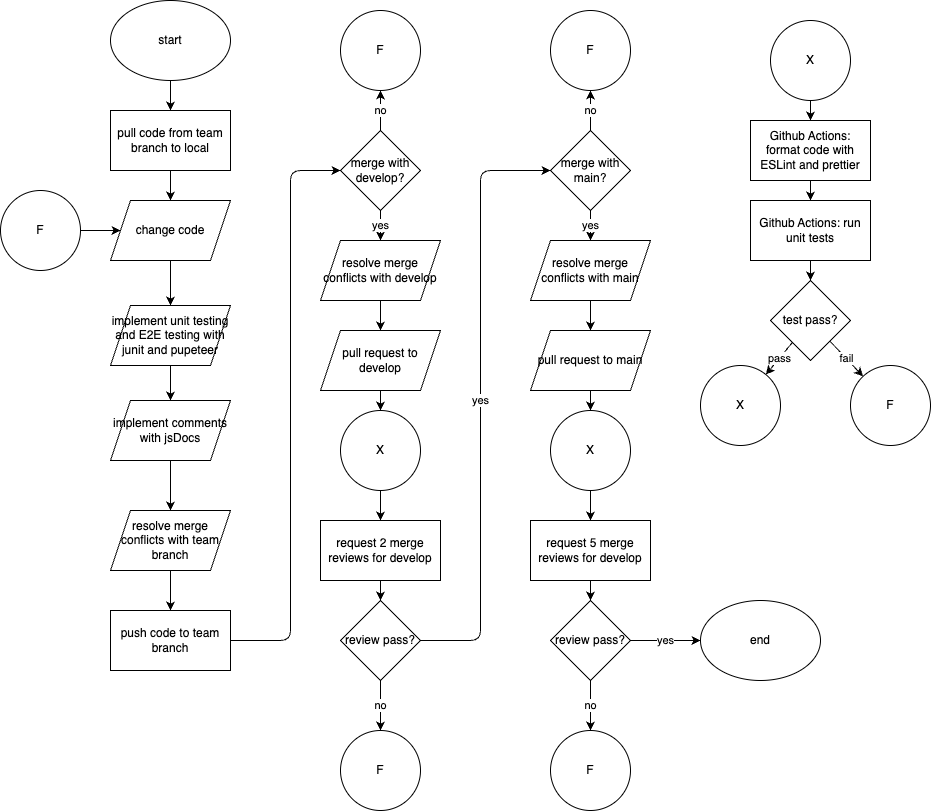 start
pull code from team
branch to local
F
change code
implement unit testing
and E2E testing with
junit and pupeteer
implement comments
with jsDocs
resolve merge
conflicts with team
branch
push code to team
branch
F
no
merge with
develop?
yes
resolve merge
conflicts with develop
pull request to
develop
X
request 2 merge
reviews for develop
review pass?
no
F
yes
F
no
merge with
main?
yes
resolve merge
conflicts with main
pull request to main
X
request 5 merge
reviews for develop
review pass?
yes
end
no
F
X
Github Actions:
format code with
ESLint and prettier
Github Actions: run
unit tests
test pass?
pass
fail
X
F